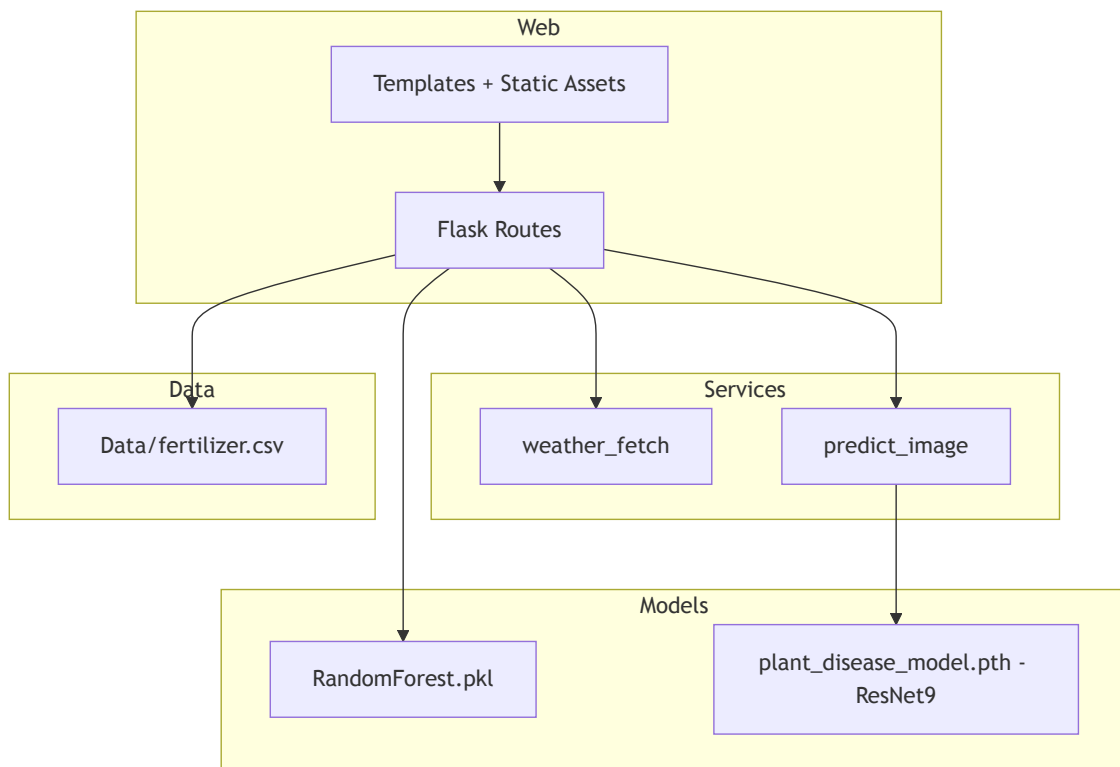 Web
Templates + Static Assets
Flask Routes
Data
Data/fertilizer.csv
Services
weather_fetch
predict_image
Models
RandomForest.pkl
plant_disease_model.pth -
ResNet9